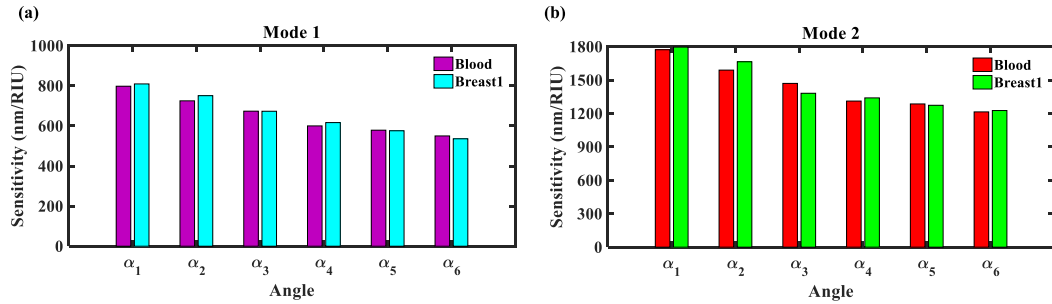 (a)
Mode 1
Sensitivity (nm/RIU)
1000
800
600
400
200
0
Blood
Breast1
α1 α2 α3 α4 α5 α6
Angle
(b)
Mode 2
Sensitivity (nm/RIU)
1800
1500
1200
900
600
300
0
Blood
Breast1
α1 α2 α3 α4 α5 α6
Angle